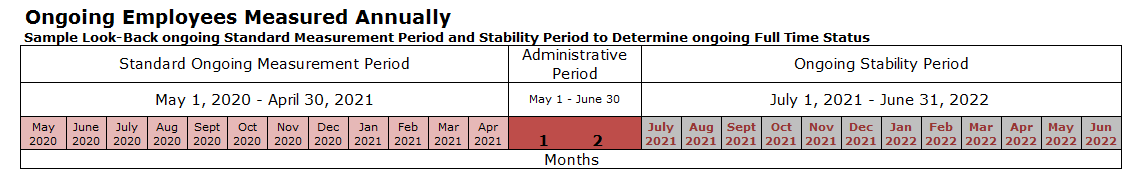 Ongoing Employees Measured Annually
Sample Look-Back ongoing Standard Measurement Period and Stability Period to Determine ongoing Full Time Status
Standard Ongoing Measurement Period
Administrative
Period
Ongoing Stability Period
May 1, 2020 - April 30, 2021
May 1 - June 30
July 1, 2021 - June 31, 2022
May June July Aug Sept Oct Nov Dec Jan Feb Mar Apr
2020 2020 2020 2020 2020 2020 2020 2020 2021 2021 2021 2021
1 2
July Aug Sept Oct Nov Dec Jan Feb Mar Apr May Jun
2021 2021 2021 2021 2021 2021 2022 2022 2022 2022 2022 2022
Months